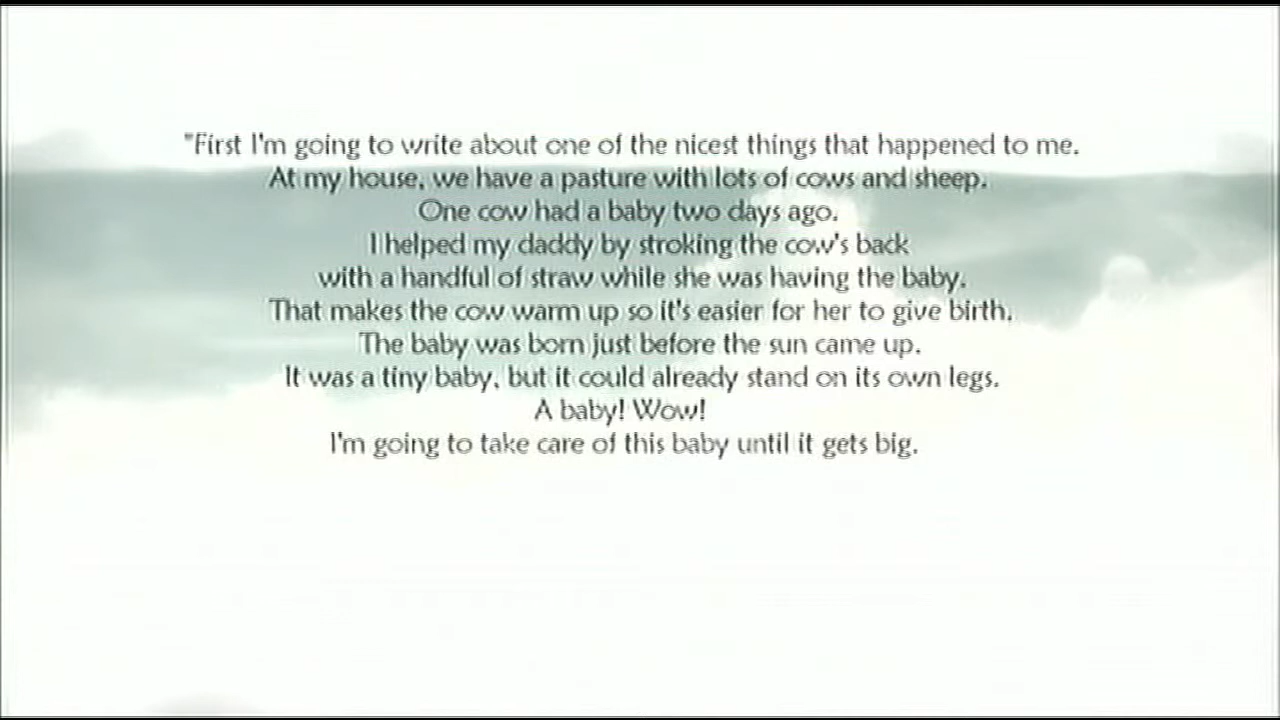 "First I'm going to write about one of the nicest things that happened to me.
At my house, we have a pasture with lots of cows and sheep.
One cow had a baby two days ago.
I helped my daddy by stroking the cow's back
with a handful of straw while she was having the baby.
That makes the cow warm up so it's easier for her to give birth.
The baby was born just before the sun came up.
It was a tiny baby, but it could already stand on its own legs.
A baby! Wow!
I'm going to take care of this baby until it gets big.